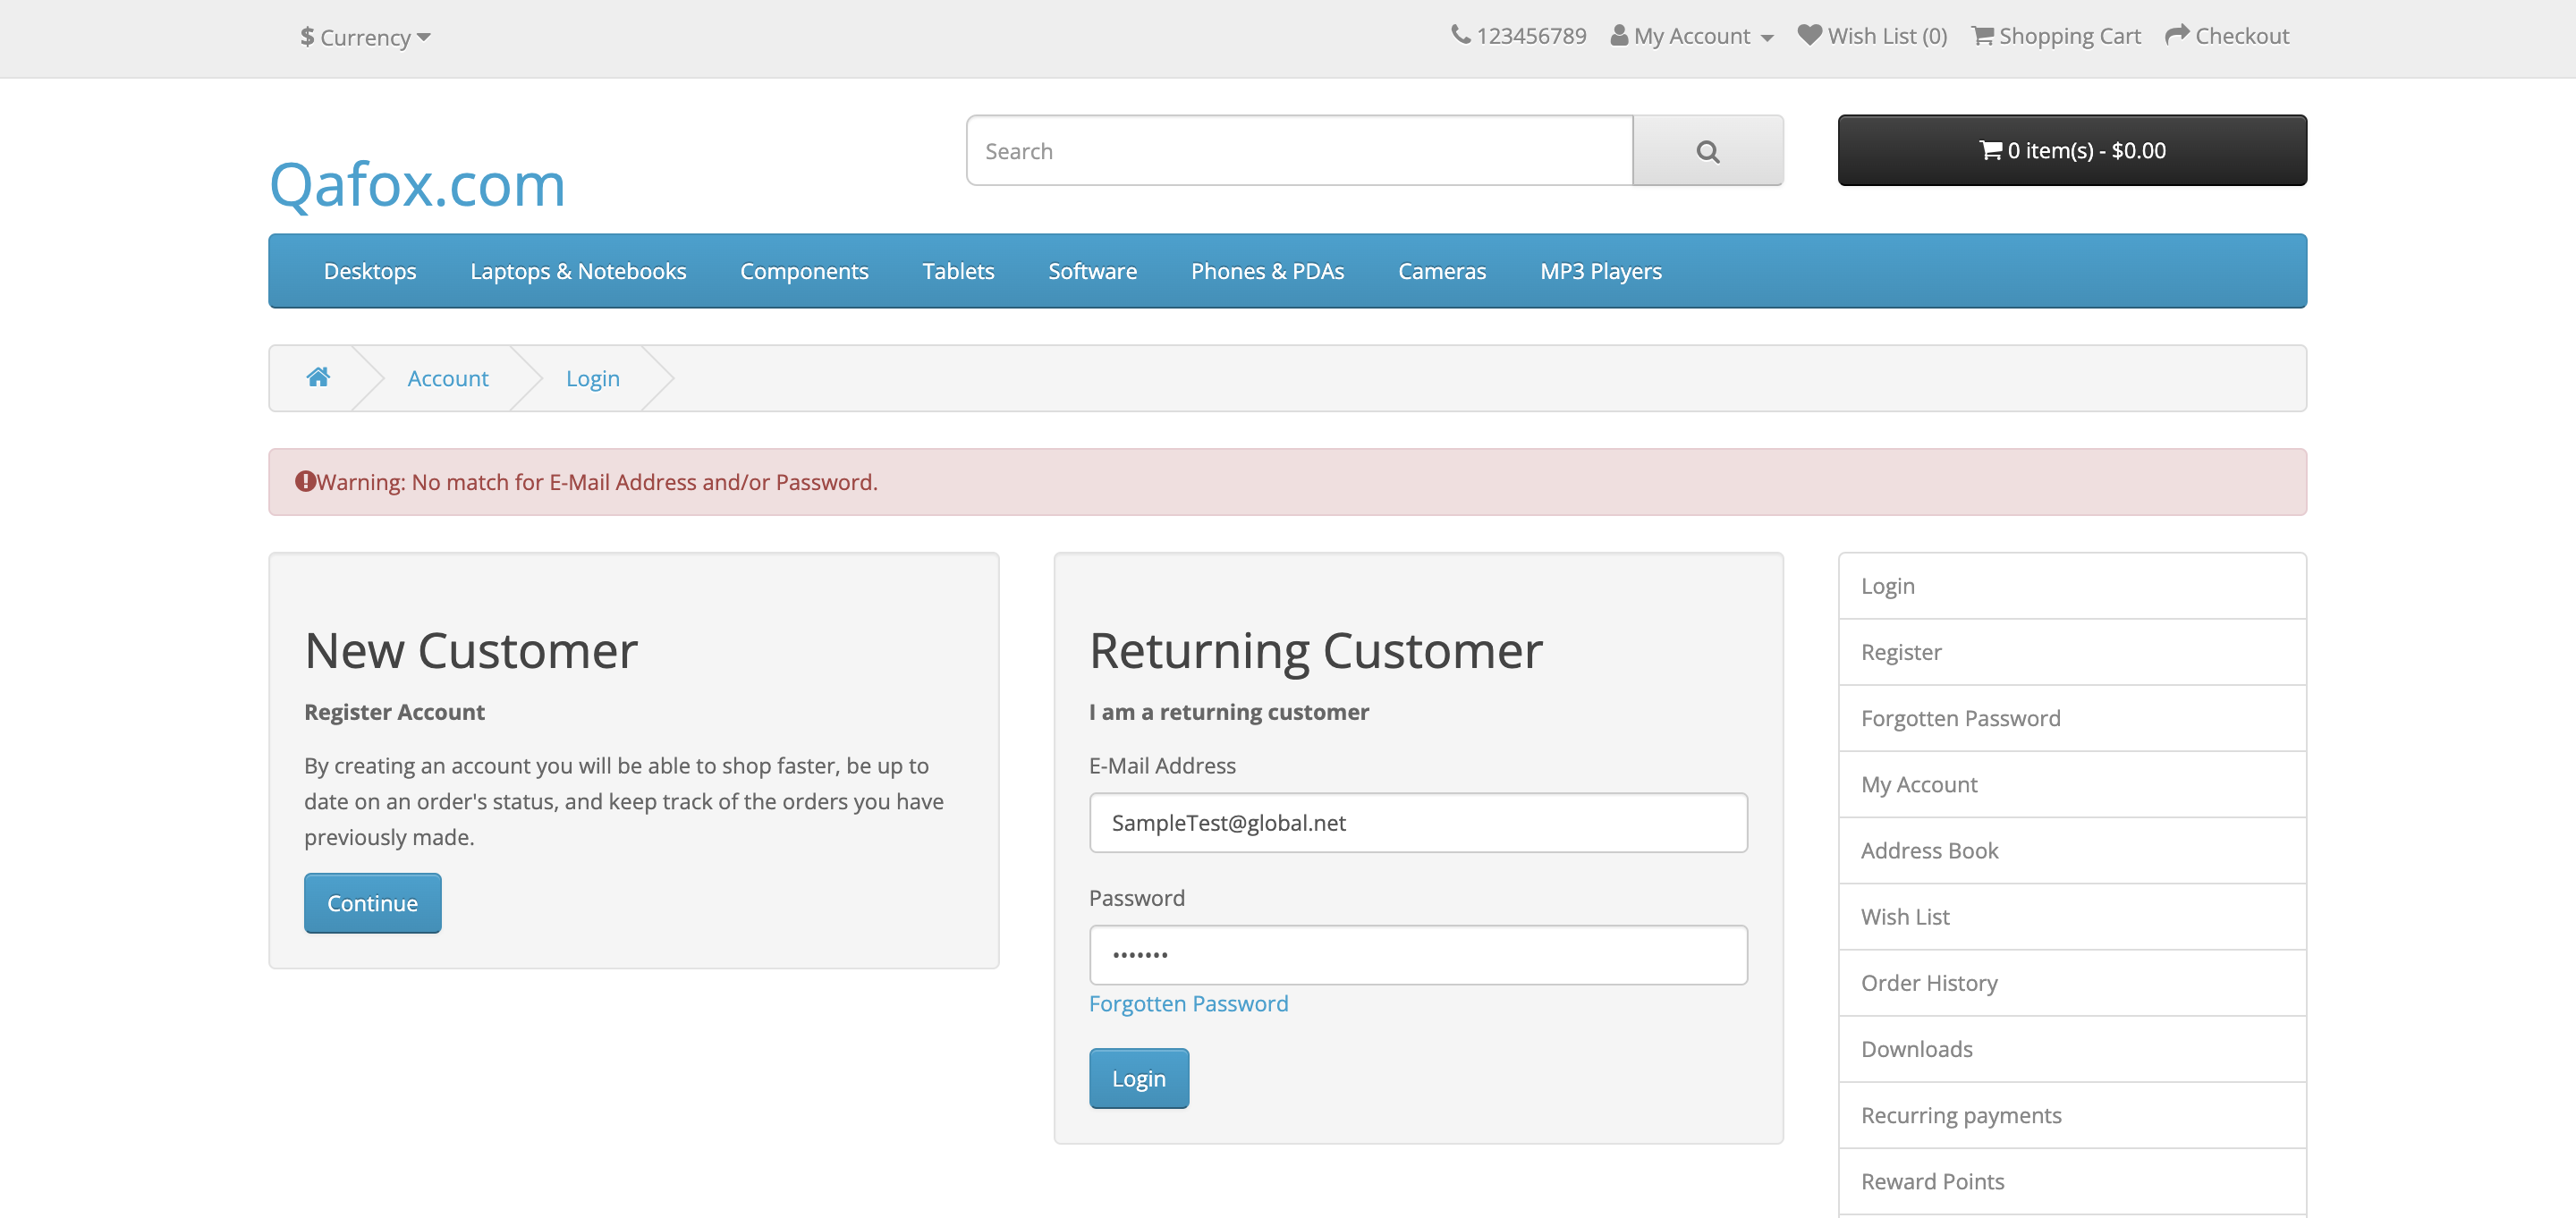 $ Currency
123456789 My Account Wish List (0) Shopping Cart Checkout
Qafox.com
Search
0 item(s) - $0.00
Desktops Laptops & Notebooks Components Tablets Software Phones & PDAs Cameras MP3 Players
Account Login
Warning: No match for E-Mail Address and/or Password.
New Customer
Register Account
By creating an account you will be able to shop faster, be up to
date on an order's status, and keep track of the orders you have
previously made.
Continue
Returning Customer
I am a returning customer
E-Mail Address
SampleTest@global.net
Password
•••••••
Forgotten Password
Login
Login
Register
Forgotten Password
My Account
Address Book
Wish List
Order History
Downloads
Recurring payments
Reward Points